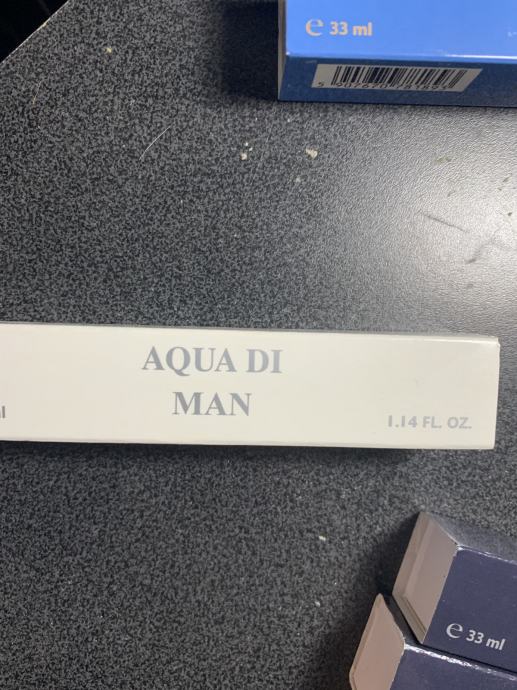 ℮ 33 ml
AQUA DI
MAN
1.14 FL. OZ.
℮ 33 ml